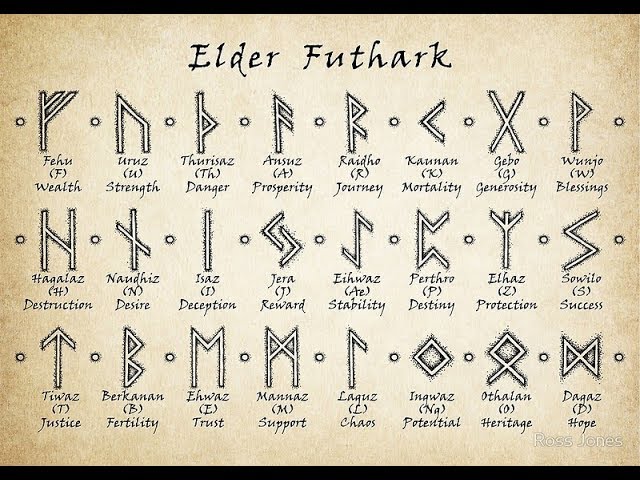 Elder Futhark
ᚠ ᚢ ᚦ ᚨ ᚱ ᚲ ᚷ ᚹ
Fehu Uruz Thurisaz Ansuz Raidho Kaunan Gebo Wunjo
(F) (U) (Th) (A) (R) (K) (G) (W)
Wealth Strength Danger Prosperity Journey Mortality Generosity Blessings
ᚺ ᚾ ᛁ ᛃ ᛇ ᛈ ᛉ ᛊ
Hagalaz Naudhiz Isaz Jera Eihwaz Perthro Elhaz Sowilo
(H) (N) (I) (J) (Ae) (P) (Z) (S)
Destruction Desire Deception Reward Stability Destiny Protection Success
ᛏ ᛒ ᛖ ᛗ ᛚ ᛜ ᛟ ᛞ
Tiwaz Berkanan Ehwaz Mannaz Laguz Ingwaz Othalan Dagaz
(T) (B) (E) (M) (L) (Ng) (O) (D)
Justice Fertility Trust Support Chaos Potential Heritage Hope
Ross Jones